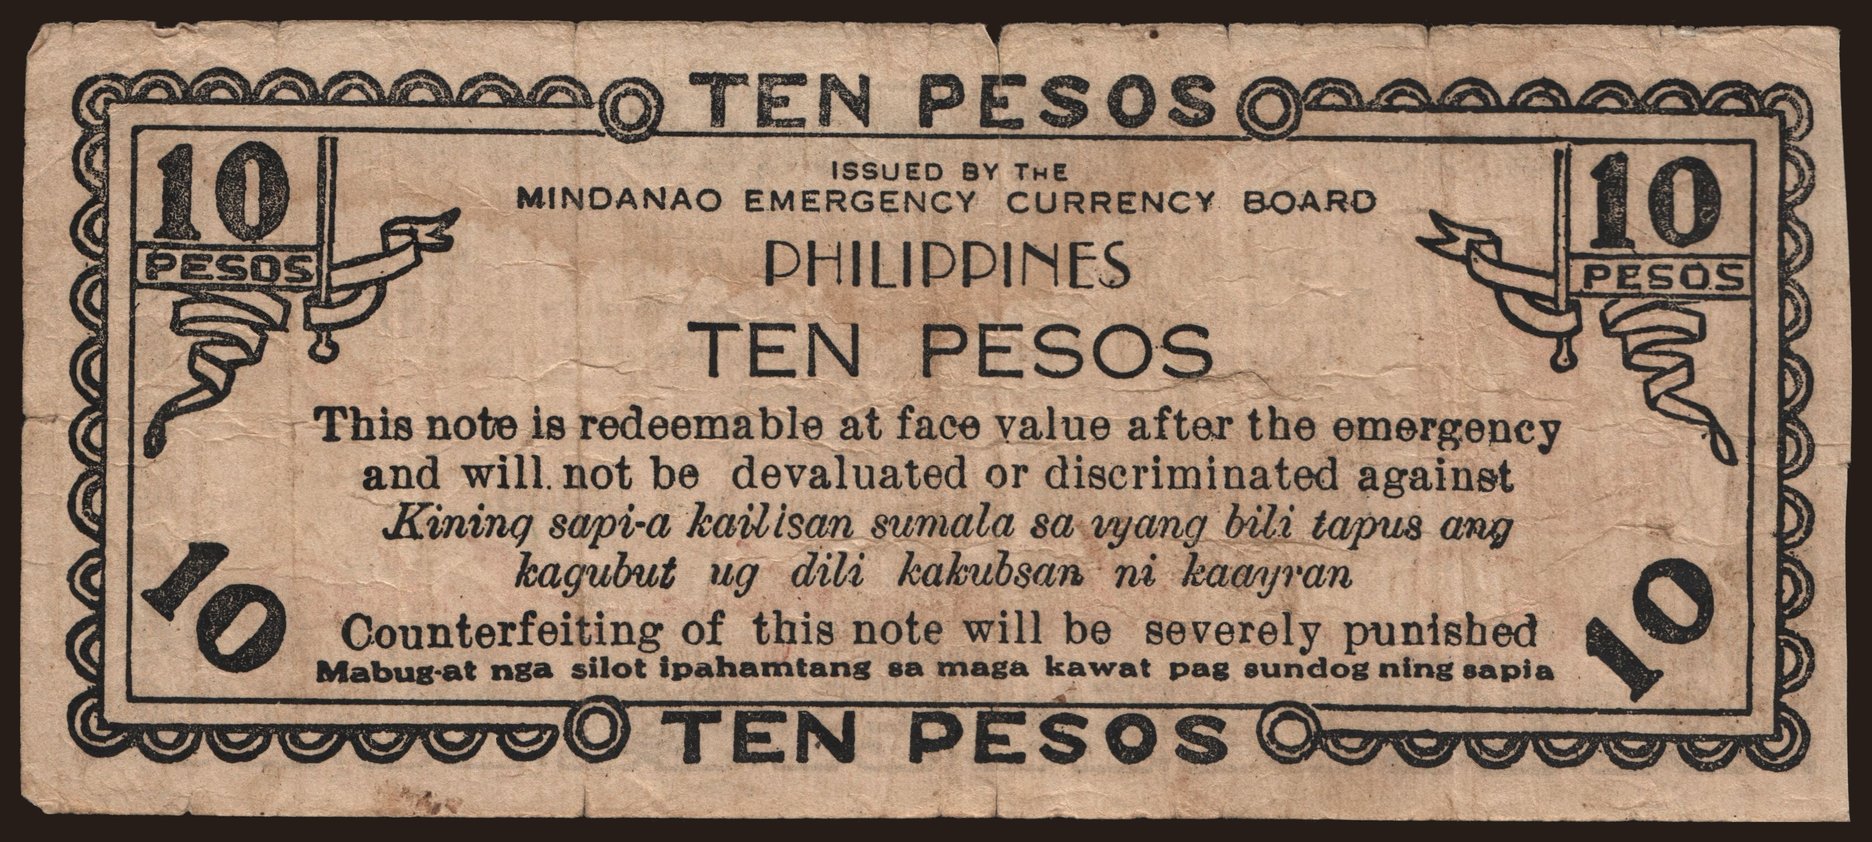 TEN PESOS
10
PESOS
10
PESOS
ISSUED BY THE
MINDANAO EMERGENCY CURRENCY BOARD
PHILIPPINES
TEN PESOS
This note is redeemable at face value after the emergency
and will not be devaluated or discriminated against
Kining sapi-a kailisan sumala sa vyang bili tapus ang
kagubut ug dili kakubsan ni kaayran
10
10
Counterfeiting of this note will be severely punished
Mabug-at nga silot ipahamtang sa maga kawat pag sundog ning sapia
TEN PESOS